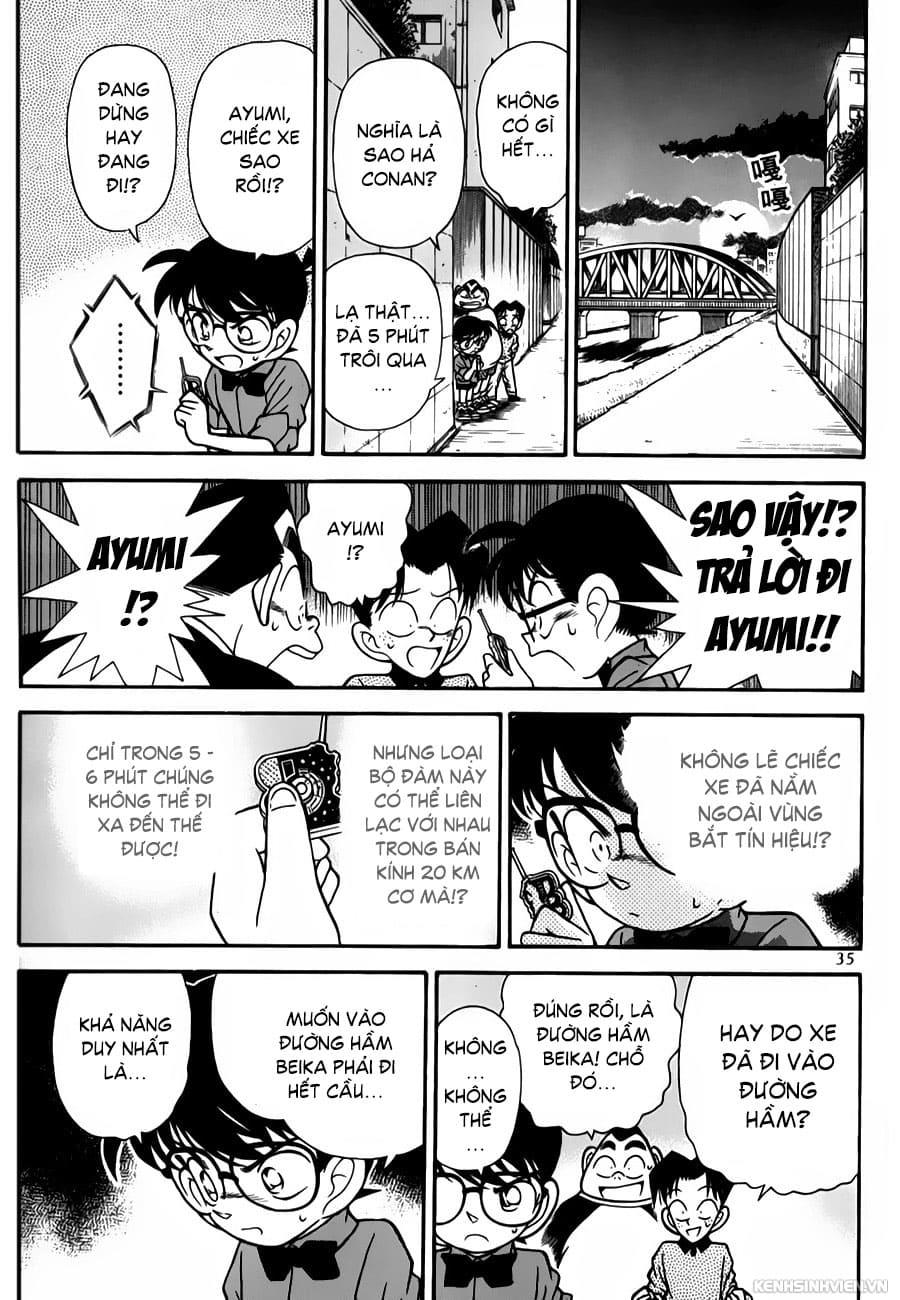 嘎
嘎
KHÔNG
CÓ GÌ
HẾT...
NGHĨA LÀ
SAO HẢ
CONAN?
LẠ THẬT...
ĐÃ 5 PHÚT
TRÔI QUA
...
AYUMI,
CHIẾC XE
SAO
RỒI!?
ĐANG
DỪNG
HAY
ĐANG
ĐI!?
......
SAO VẬY!?
TRẢ LỜI ĐI
AYUMI!!
AYUMI
!?
AYUMI
!?
KHÔNG LẼ CHIẾC
XE ĐÃ NẰM
NGOÀI VÙNG
BẮT TÍN HIỆU!?
NHƯNG LOẠI
BỘ ĐÀM NÀY
CÓ THỂ LIÊN
LẠC VỚI NHAU
TRONG BÁN
KÍNH 20 KM
CƠ MÀ!?
CHỈ TRONG 5 -
6 PHÚT CHÚNG
KHÔNG THỂ ĐI
XA ĐẾN THẾ
ĐƯỢC!
35
HAY DO XE
ĐÃ ĐI VÀO
ĐƯỜNG
HẦM?
ĐÚNG RỒI, LÀ
ĐƯỜNG HẦM
BEIKA! CHỖ
ĐÓ...
KHÔNG
...
KHÔNG
THỂ
...
MUỐN VÀO
ĐƯỜNG HẦM
BEIKA PHẢI ĐI
HẾT CẦU...
KHẢ NĂNG
DUY NHẤT
LÀ...
KENHSINHVIEN.VN